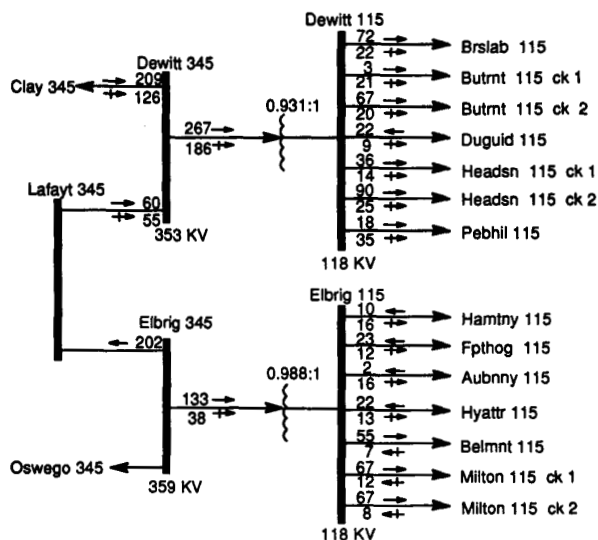 Dewitt 115
Dewitt 345
Clay 345
209
126
0.931:1
267
186
72
22
Brslab 115
3
21
Butrnt 115 ck 1
67
20
Butrnt 115 ck 2
22
9
Duguid 115
36
14
Headsn 115 ck 1
90
25
Headsn 115 ck 2
18
35
Pebhil 115
118 KV
Lafayt 345
60
55
353 KV
Elbrig 345
202
0.988:1
133
38
Oswego 345
359 KV
Elbrig 115
10
16
Hamtny 115
23
12
Fpthog 115
2
16
Aubnny 115
22
13
Hyattr 115
55
7
Belmnt 115
67
12
Milton 115 ck 1
67
8
Milton 115 ck 2
118 KV